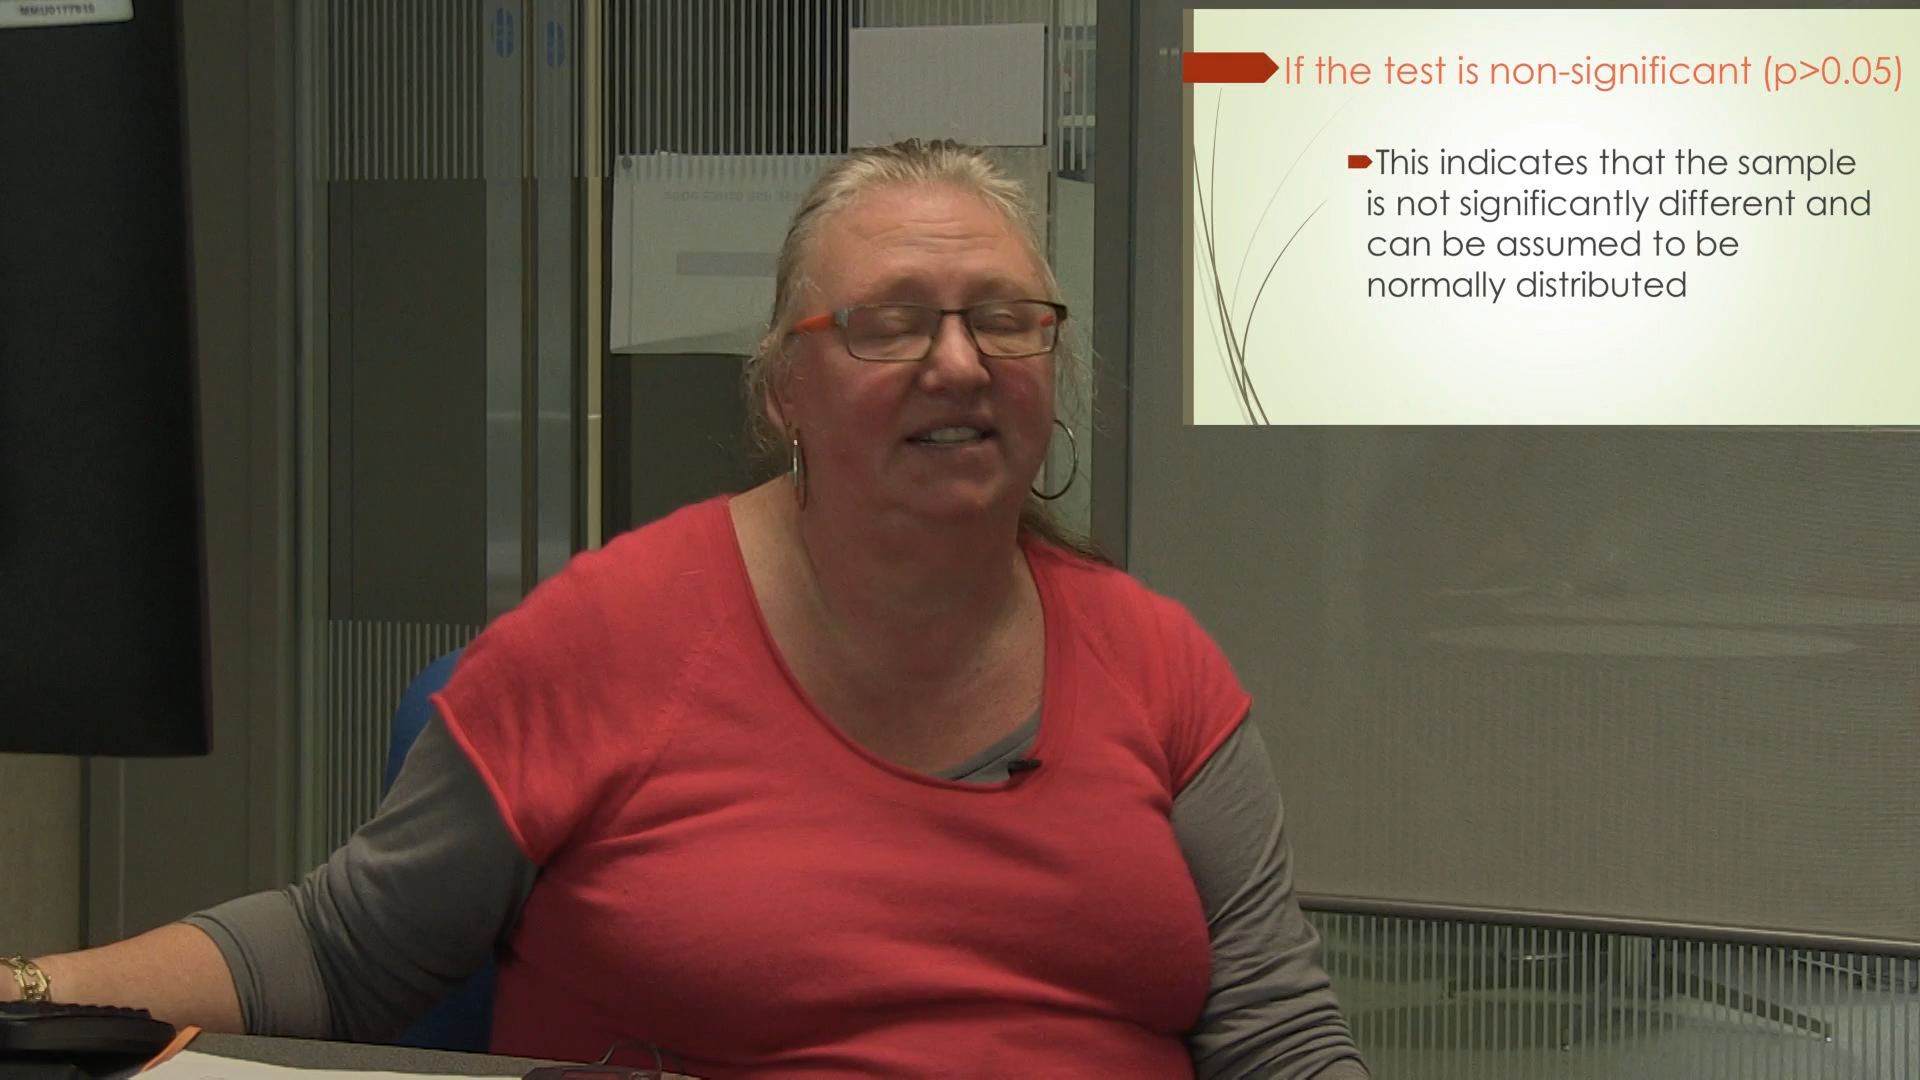 MMU0177810
If the test is non-significant (p>0.05)
This indicates that the sample
is not significantly different and
can be assumed to be
normally distributed